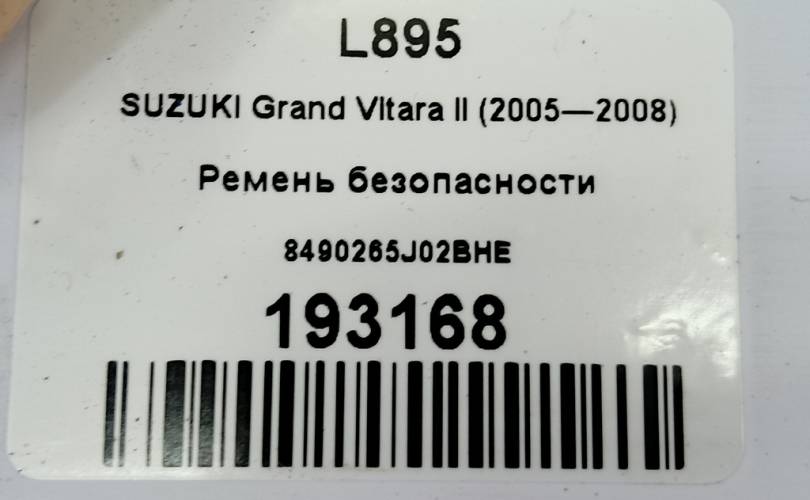 L895
SUZUKI Grand VItara II (2005—2008)
Ремень безопасности
8490265J02BHE
193168